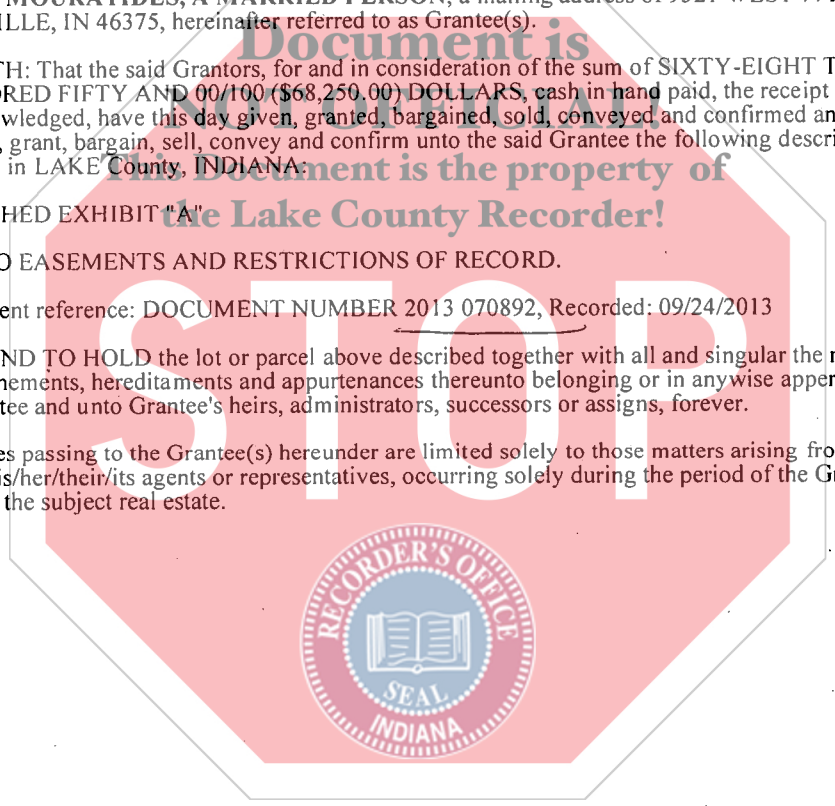 MOURATIDES, A MARRIED PERSON, a mailing address of 9321 WEST
LLE, IN 46375, hereinafter referred to as Grantee(s).
Document is
TH: That the said Grantors, for and in consideration of the sum of SIXTY-EIGHT T
RED FIFTY AND 00/100 ($68,250.00) DOLLARS, cash in hand paid, the receipt
NOT OFFICIAL!
wledged, have this day given, granted, bargained, sold, conveyed and confirmed an
, grant, bargain, sell, convey and confirm unto the said Grantee the following descri
in LAKE County, INDIANA:
This Document is the property of
HED EXHIBIT "A"
the Lake County Recorder!
O EASEMENTS AND RESTRICTIONS OF RECORD.
ent reference: DOCUMENT NUMBER 2013 070892, Recorded: 09/24/2013
STOP
ND TO HOLD the lot or parcel above described together with all and singular the
nements, hereditaments and appurtenances thereunto belonging or in anywise apper
tee and unto Grantee's heirs, administrators, successors or assigns, forever.
es passing to the Grantee(s) hereunder are limited solely to those matters arising fro
is/her/their/its agents or representatives, occurring solely during the period of the G
the subject real estate.
RECORDER'S OFFICE
SEAL
INDIANA